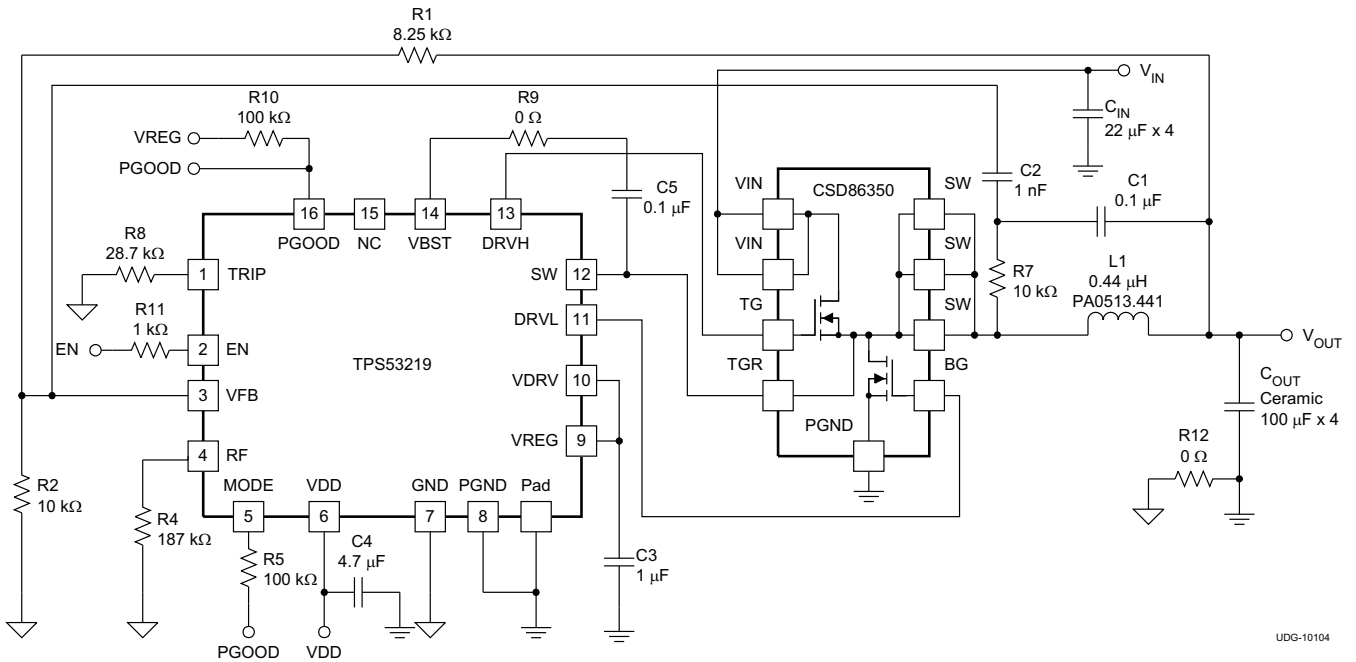 R1
8.25 kΩ
VIN
CIN
22 μF x 4
R10
100 kΩ
R9
0 Ω
VREG
PGOOD
C5
0.1 μF
VIN
CSD86350
SW
C2
1 nF
C1
0.1 μF
16
15
14
13
PGOOD
NC
VBST
DRVH
R8
28.7 kΩ
1
TRIP
SW
12
VIN
SW
R7
10 kΩ
L1
0.44 μH
PA0513.441
TG
SW
R11
1 kΩ
DRVL
11
EN
2
EN
TPS53219
VOUT
TGR
BG
3
VFB
VDRV
10
COUT
Ceramic
100 μF x 4
PGND
4
RF
VREG
9
R12
0 Ω
R2
10 kΩ
R4
187 kΩ
MODE
VDD
GND
PGND
Pad
5
6
7
8
R5
100 kΩ
C4
4.7 μF
C3
1 μF
PGOOD
VDD
UDG-10104